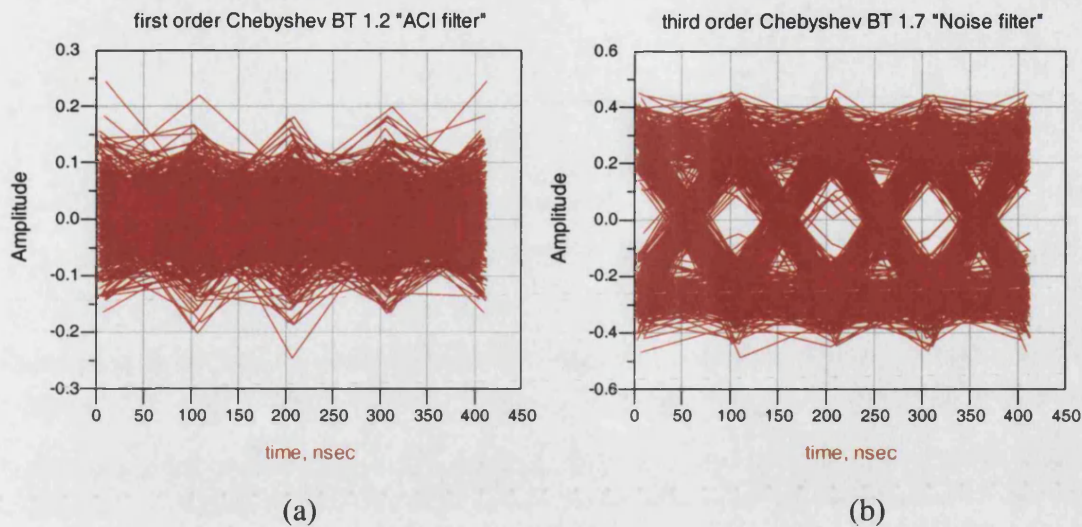 first order Chebyshev BT 1.2 "ACI filter"
0.3
0.2
0.1
0.0
-0.1
-0.2
-0.3
Amplitude
0 50 100 150 200 250 300 350 400 450
time, nsec
(a)
third order Chebyshev BT 1.7 "Noise filter"
0.6
0.4
0.2
0.0
-0.2
-0.4
-0.6
Amplitude
0 50 100 150 200 250 300 350 400 450
time, nsec
(b)